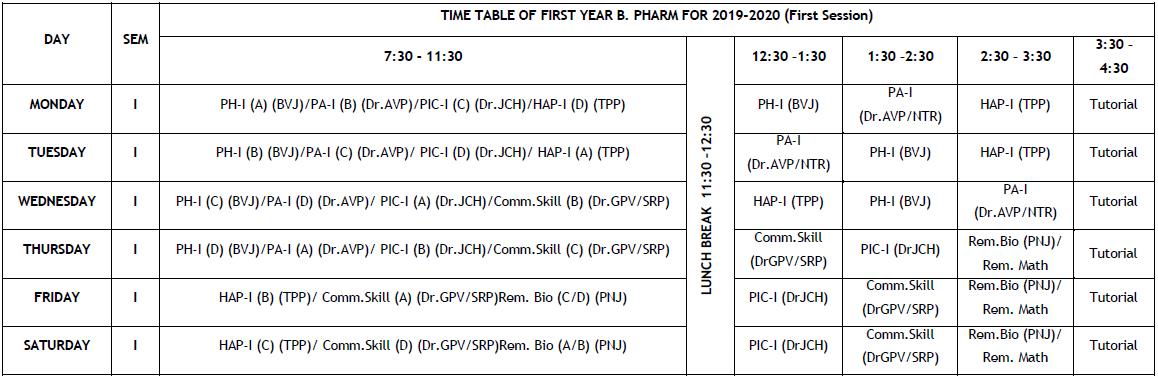 TIME TABLE OF FIRST YEAR B. PHARM FOR 2019-2020 (First Session)
DAY
SEM
7:30 - 11:30
12:30 -1:30
1:30 -2:30
2:30 - 3:30
3:30 -
4:30
LUNCH BREAK 11:30 -12:30
MONDAY
I
PH-I (A) (BVJ)/PA-I (B) (Dr.AVP)/PIC-I (C) (Dr.JCH)/HAP-I (D) (TPP)
PH-I (BVJ)
PA-I
(Dr.AVP/NTR)
HAP-I (TPP)
Tutorial
TUESDAY
I
PH-I (B) (BVJ)/PA-I (C) (Dr.AVP)/ PIC-I (D) (Dr.JCH)/ HAP-I (A) (TPP)
PA-I
(Dr.AVP/NTR)
PH-I (BVJ)
HAP-I (TPP)
Tutorial
WEDNESDAY
I
PH-I (C) (BVJ)/PA-I (D) (Dr.AVP)/ PIC-I (A) (Dr.JCH)/Comm.Skill (B) (Dr.GPV/SRP)
HAP-I (TPP)
PH-I (BVJ)
PA-I
(Dr.AVP/NTR)
Tutorial
THURSDAY
I
PH-I (D) (BVJ)/PA-I (A) (Dr.AVP)/ PIC-I (B) (Dr.JCH)/Comm.Skill (C) (Dr.GPV/SRP)
Comm.Skill
(DrGPV/SRP)
PIC-I (DrJCH)
Rem.Bio (PNJ)/
Rem. Math
Tutorial
FRIDAY
I
HAP-I (B) (TPP)/ Comm.Skill (A) (Dr.GPV/SRP)Rem. Bio (C/D) (PNJ)
PIC-I (DrJCH)
Comm.Skill
(DrGPV/SRP)
Rem.Bio (PNJ)/
Rem. Math
Tutorial
SATURDAY
I
HAP-I (C) (TPP)/ Comm.Skill (D) (Dr.GPV/SRP)Rem. Bio (A/B) (PNJ)
PIC-I (DrJCH)
Comm.Skill
(DrGPV/SRP)
Rem.Bio (PNJ)/
Rem. Math
Tutorial